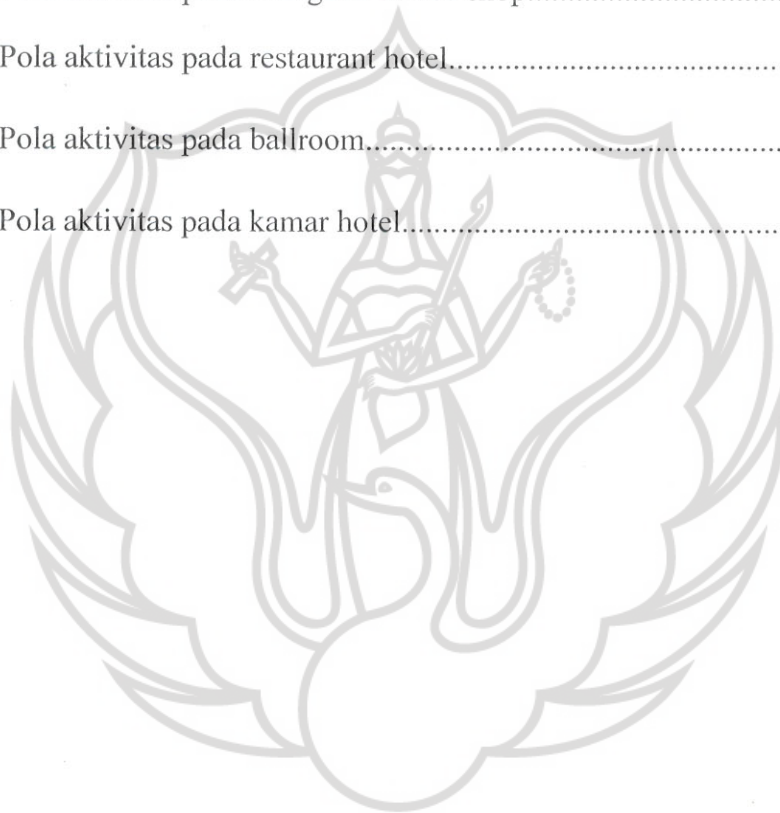 Pola aktivitas pada restaurant hotel.......................................
Pola aktivitas pada ballroom.................................................
Pola aktivitas pada kamar hotel............................................